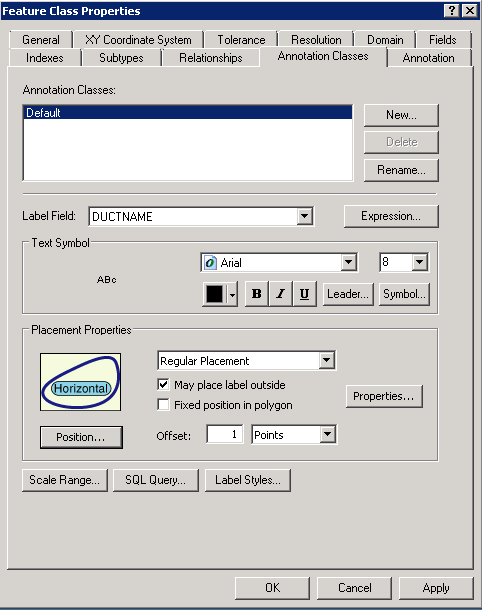 Feature Class Properties
General XY Coordinate System Tolerance Resolution Domain Fields
Indexes Subtypes Relationships Annotation Classes Annotation
Annotation Classes:
Default
New...
Delete
Rename...
Label Field: DUCTNAME Expression...
Text Symbol
ABC
Arial 8
B I U Leader... Symbol...
Placement Properties
Horizontal
Regular Placement
May place label outside
Fixed position in polygon
Properties...
Position... Offset: 1 Points
Scale Range... SQL Query... Label Styles...
OK Cancel Apply